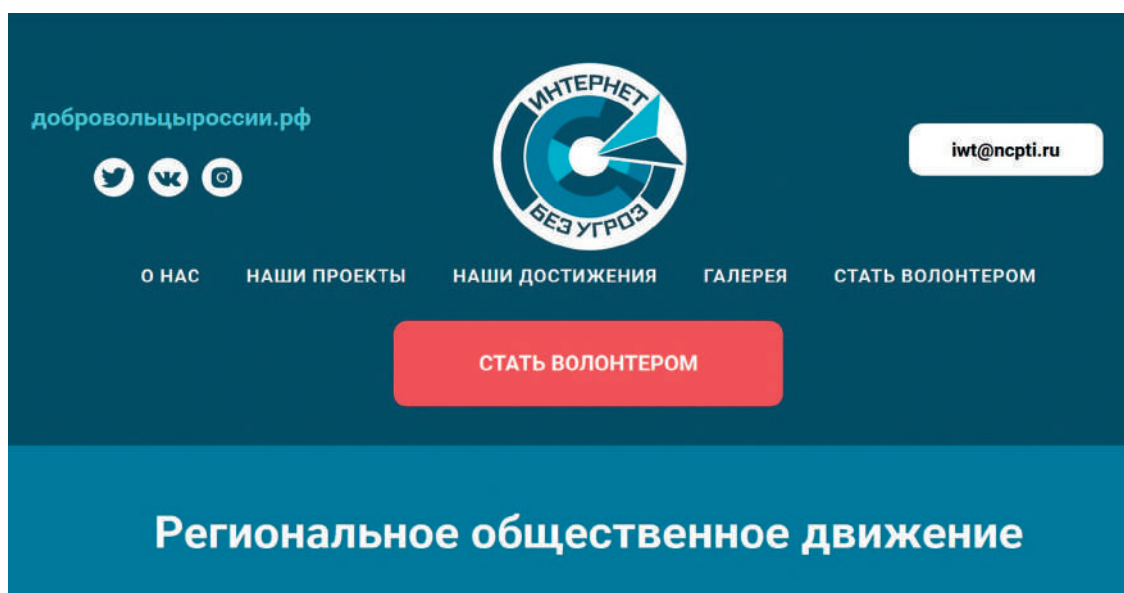 добровольцыроссии.рф
ИНТЕРНЕТ
БЕЗ УГРОЗ
iwt@ncpti.ru
О НАС НАШИ ПРОЕКТЫ НАШИ ДОСТИЖЕНИЯ ГАЛЕРЕЯ СТАТЬ ВОЛОНТЕРОМ
СТАТЬ ВОЛОНТЕРОМ
Региональное общественное движение